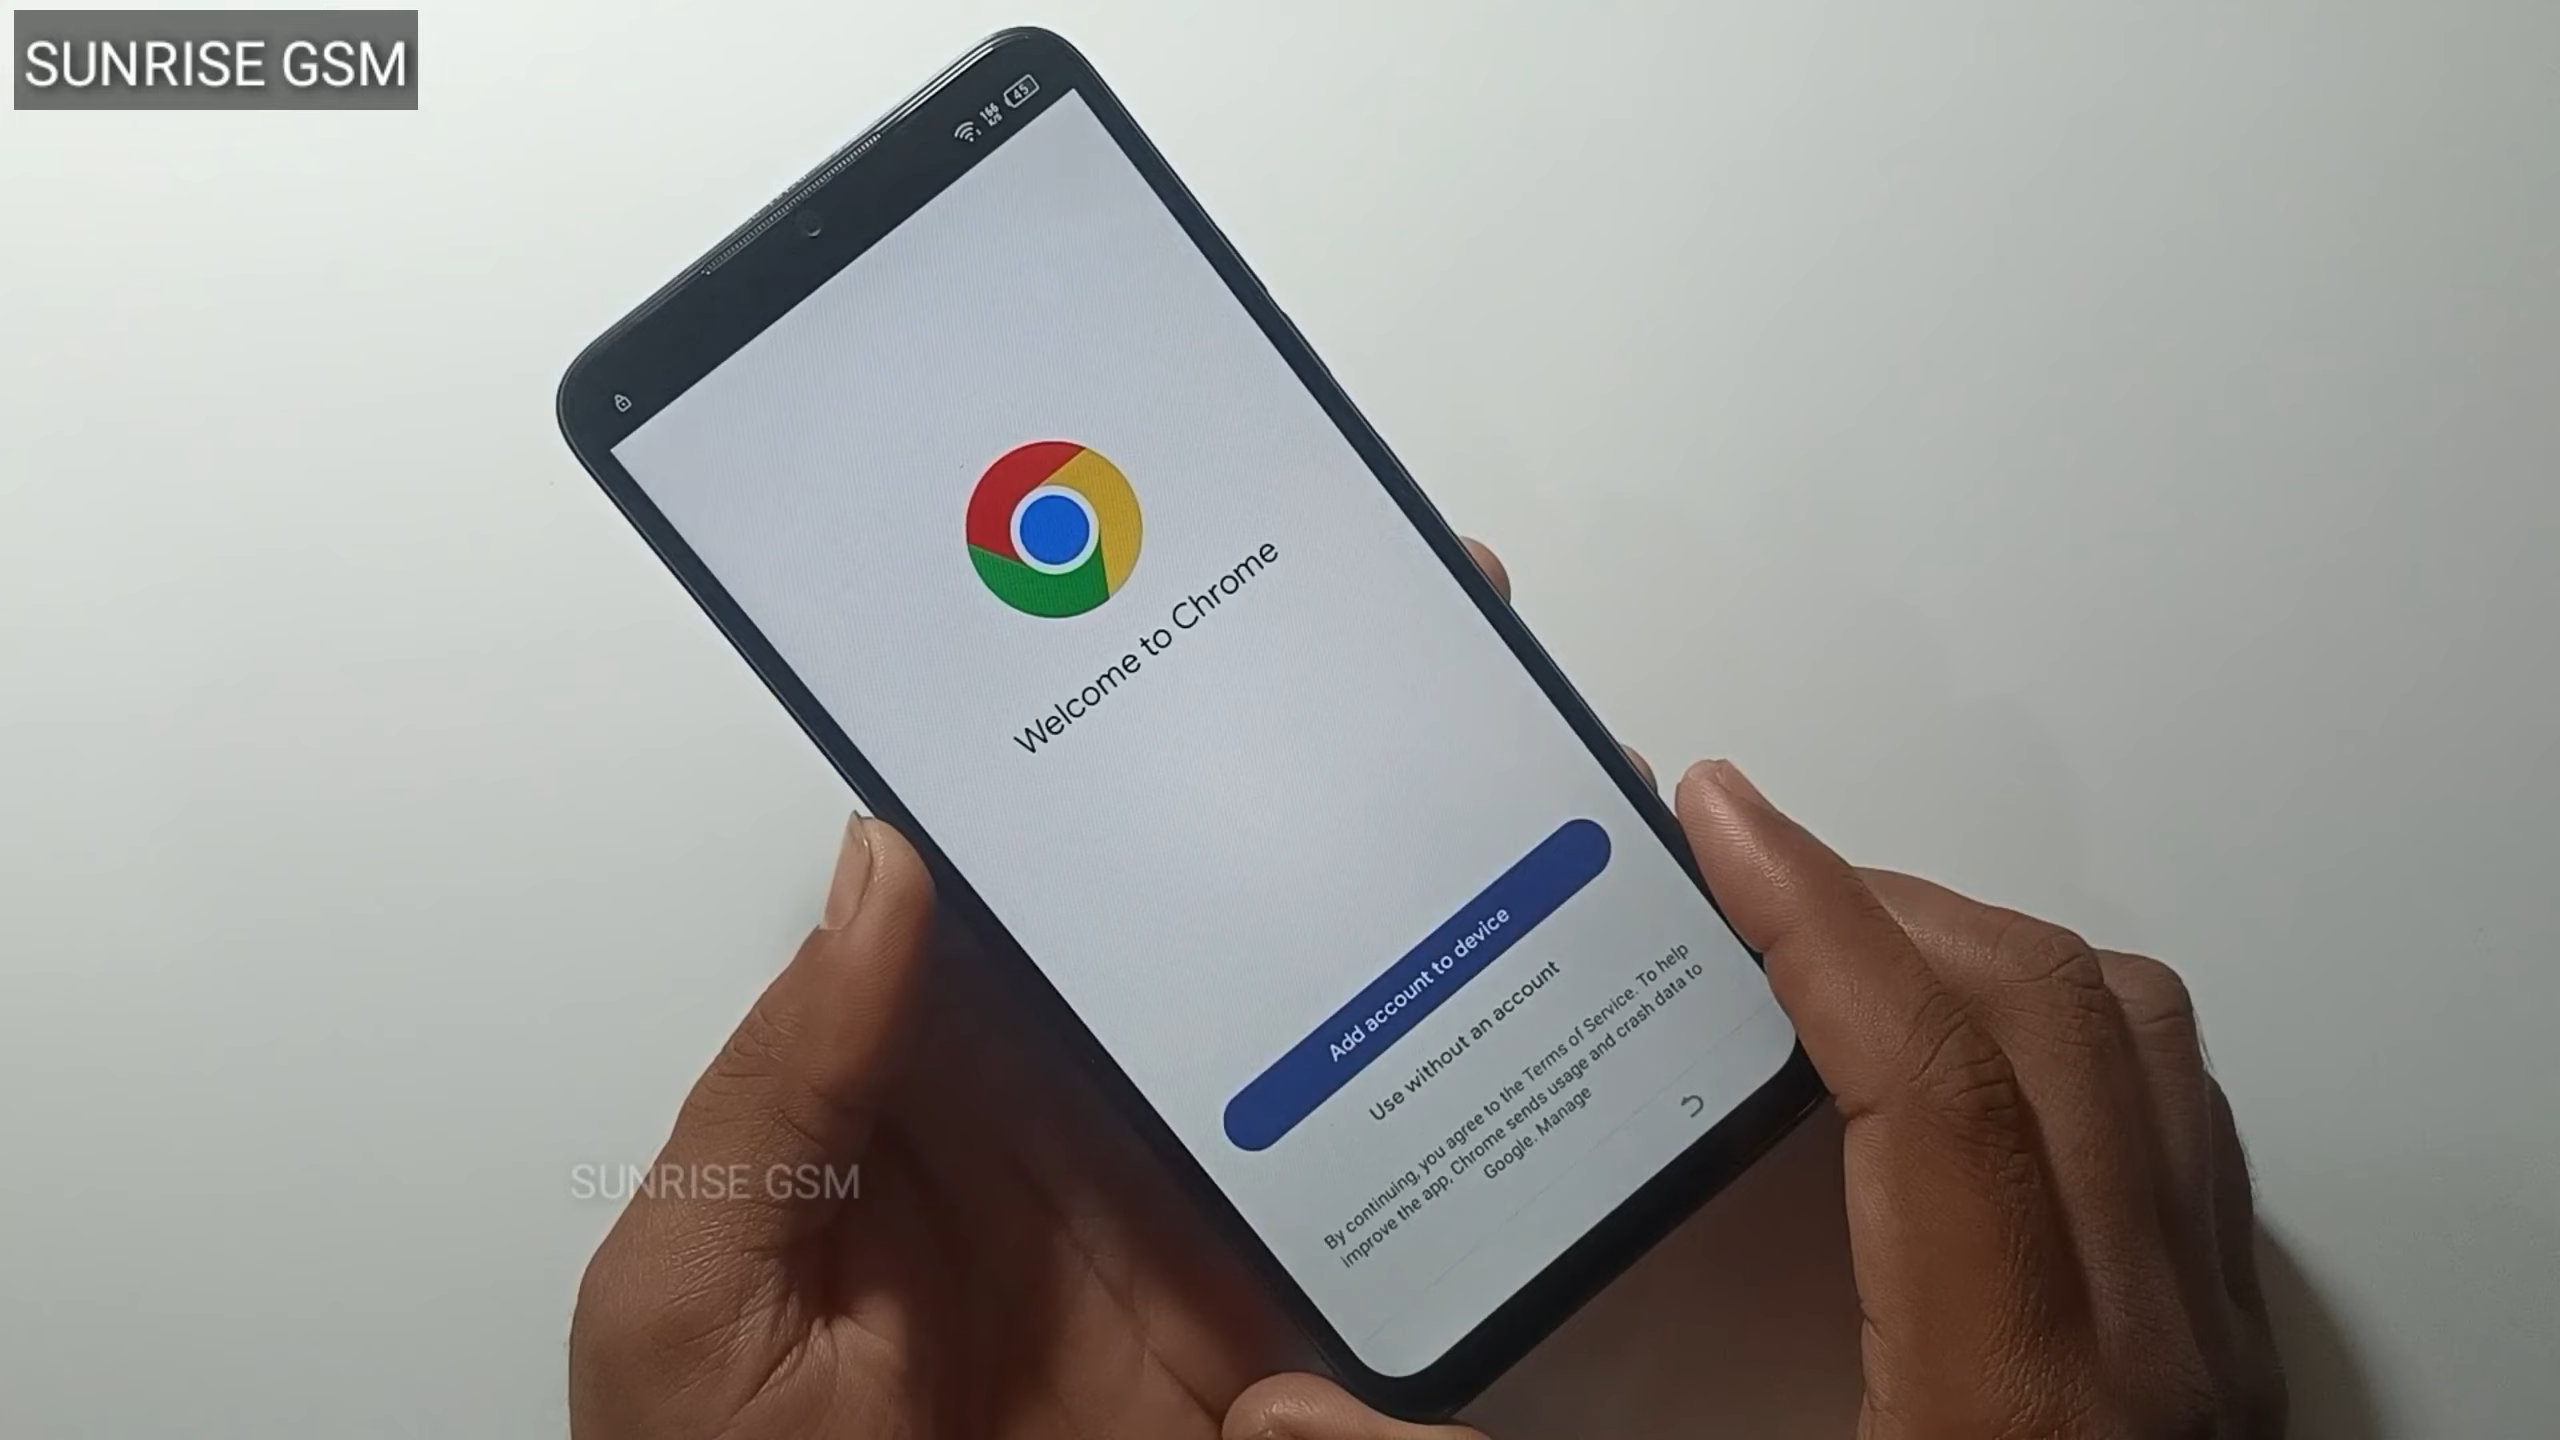 SUNRISE GSM
166
K/S
45
Welcome to Chrome
Add account to device
Use without an account
By continuing, you agree to the Terms of Service. To help
improve the app, Chrome sends usage and crash data to
Google. Manage
SUNRISE GSM